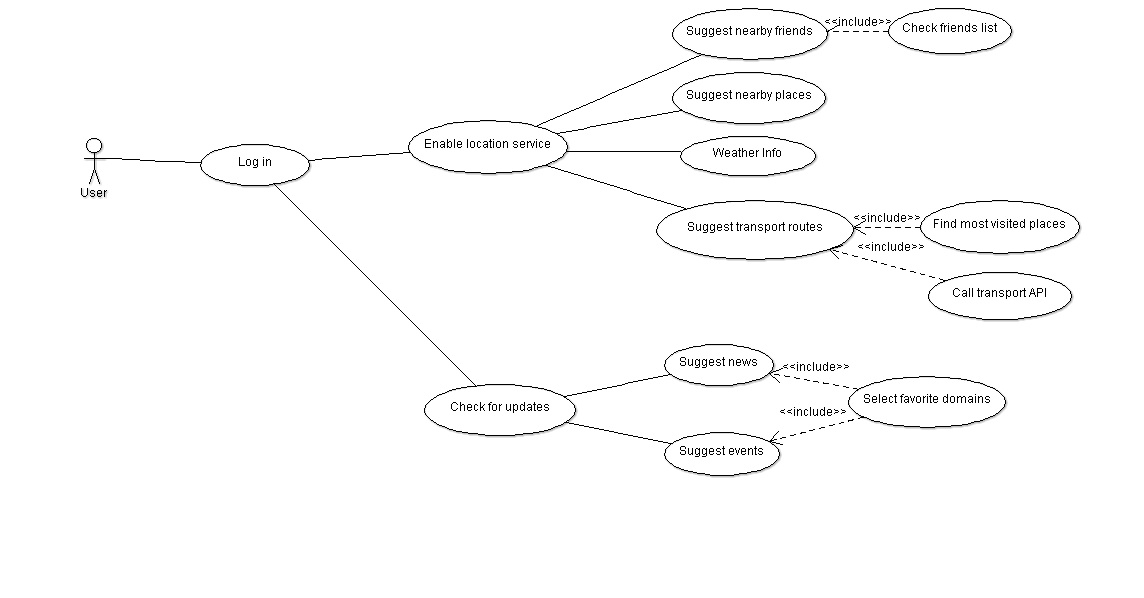 Suggest nearby friends
<<include>>
Check friends list
Suggest nearby places
Enable location service
Weather Info
Log in
User
Suggest transport routes
<<include>>
Find most visited places
<<include>>
Call transport API
Suggest news
<<include>>
Check for updates
Select favorite domains
<<include>>
Suggest events